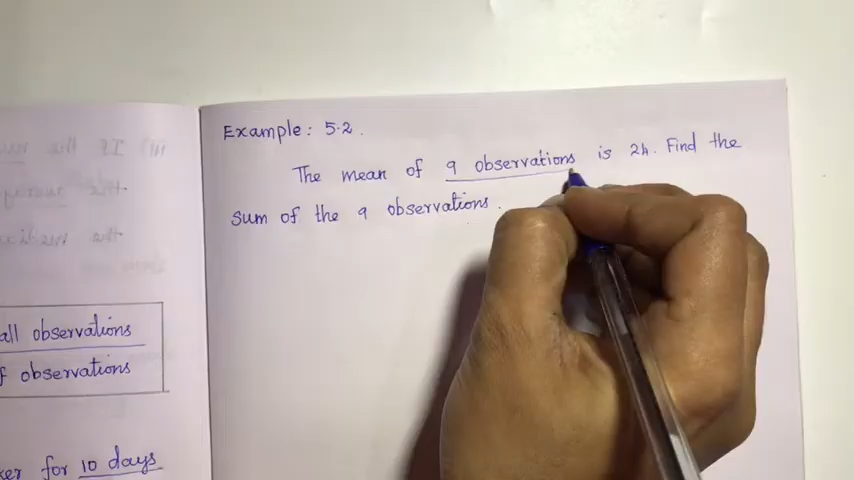 all observations
f observations
ker for 10 days
Example: 5.2.
The mean of 9 observations is 24. Find the
sum of the 9 observations.